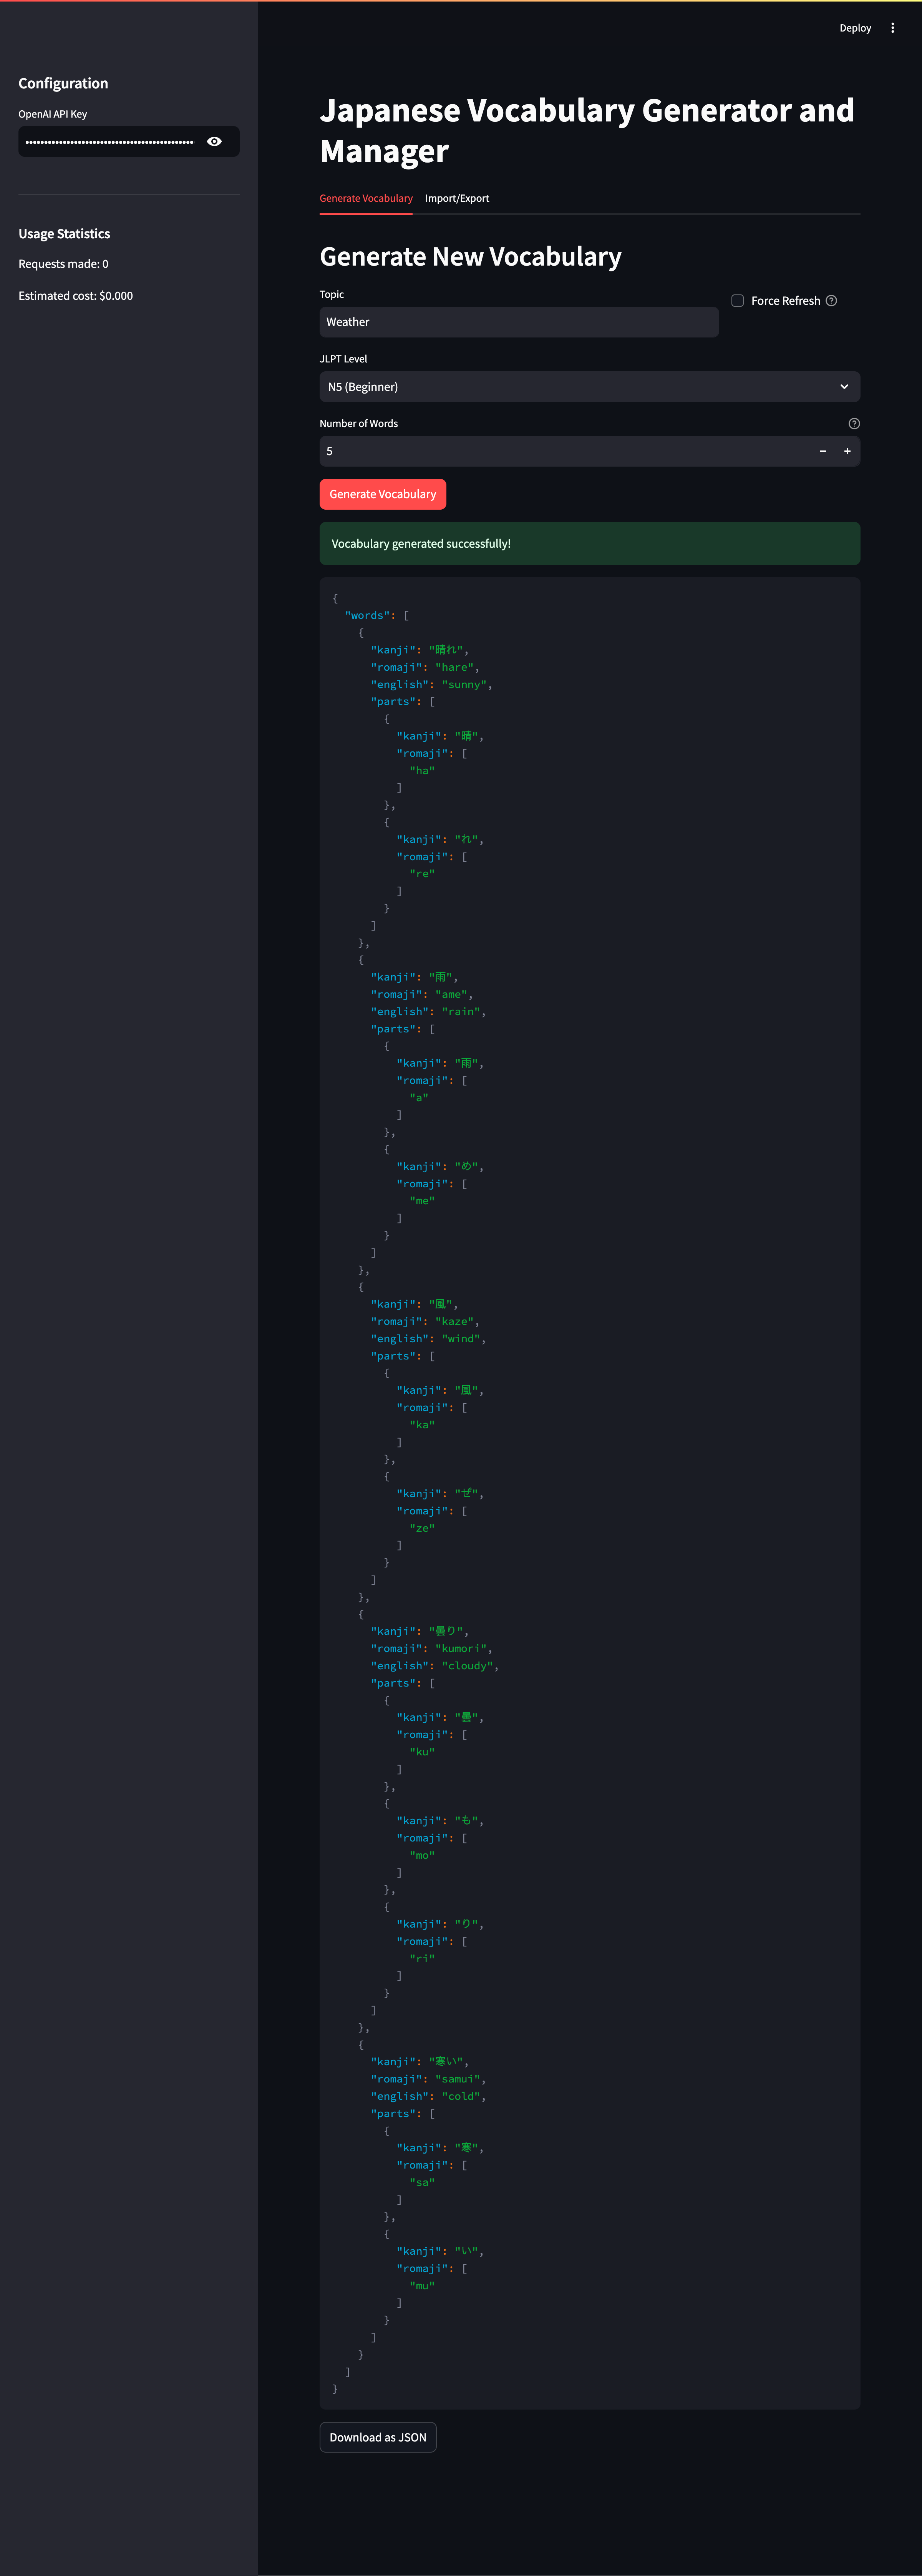 Deploy
Configuration
OpenAI API Key
Usage Statistics
Requests made: 0
Estimated cost: $0.000
Japanese Vocabulary Generator and
Manager
Generate Vocabulary
Import/Export
Generate New Vocabulary
Topic
Force Refresh
Weather
JLPT Level
N5 (Beginner)
Number of Words
5
Generate Vocabulary
Vocabulary generated successfully!
{
"words": [
{
"kanji": "晴れ",
"romaji": "hare",
"english": "sunny",
"parts": [
{
"kanji": "晴",
"romaji": [
"ha"
]
},
{
"kanji": "れ",
"romaji": [
"re"
]
}
]
},
{
"kanji": "雨",
"romaji": "ame",
"english": "rain",
"parts": [
{
"kanji": "雨",
"romaji": [
"a"
]
},
{
"kanji": "め",
"romaji": [
"me"
]
}
]
},
{
"kanji": "風",
"romaji": "kaze",
"english": "wind",
"parts": [
{
"kanji": "風",
"romaji": [
"ka"
]
},
{
"kanji": "ぜ",
"romaji": [
"ze"
]
}
]
},
{
"kanji": "曇り",
"romaji": "kumori",
"english": "cloudy",
"parts": [
{
"kanji": "曇",
"romaji": [
"ku"
]
},
{
"kanji": "も",
"romaji": [
"mo"
]
},
{
"kanji": "り",
"romaji": [
"ri"
]
}
]
},
{
"kanji": "寒い",
"romaji": "samui",
"english": "cold",
"parts": [
{
"kanji": "寒",
"romaji": [
"sa"
]
},
{
"kanji": "い",
"romaji": [
"mu"
]
}
]
}
]
}
Download as JSON